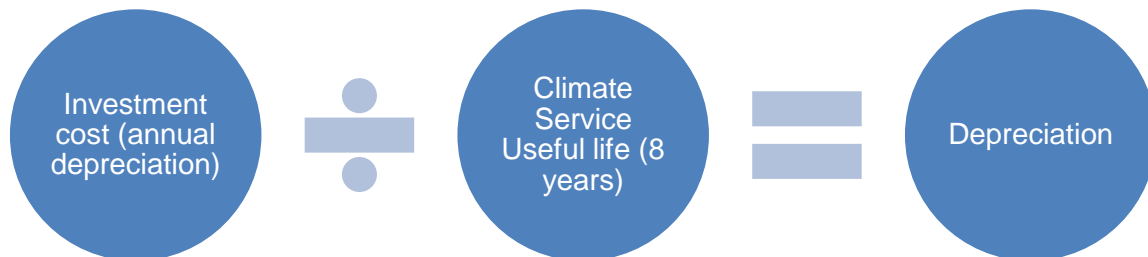 Investment
cost (annual
depreciation)
Climate
Service
Useful life (8
years)
Depreciation